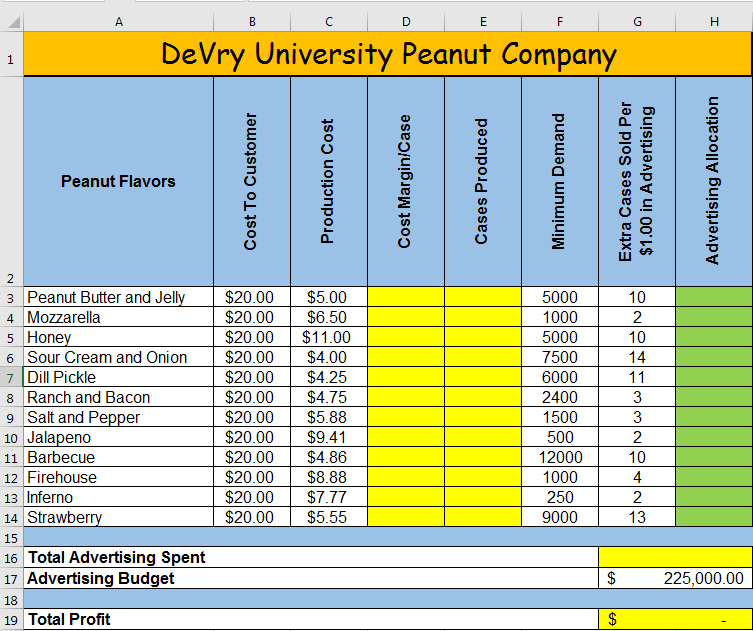 A B C D E F G H
1 DeVry University Peanut Company
2 Peanut Flavors Cost To Customer Production Cost Cost Margin/Case Cases Produced Minimum Demand Extra Cases Sold Per $1.00 in Advertising Advertising Allocation
3 Peanut Butter and Jelly $20.00 $5.00 5000 10
4 Mozzarella $20.00 $6.50 1000 2
5 Honey $20.00 $11.00 5000 10
6 Sour Cream and Onion $20.00 $4.00 7500 14
7 Dill Pickle $20.00 $4.25 6000 11
8 Ranch and Bacon $20.00 $4.75 2400 3
9 Salt and Pepper $20.00 $5.88 1500 3
10 Jalapeno $20.00 $9.41 500 2
11 Barbecue $20.00 $4.86 12000 10
12 Firehouse $20.00 $8.88 1000 4
13 Inferno $20.00 $7.77 250 2
14 Strawberry $20.00 $5.55 9000 13
15
16 Total Advertising Spent
17 Advertising Budget $ 225,000.00
18
19 Total Profit $ -